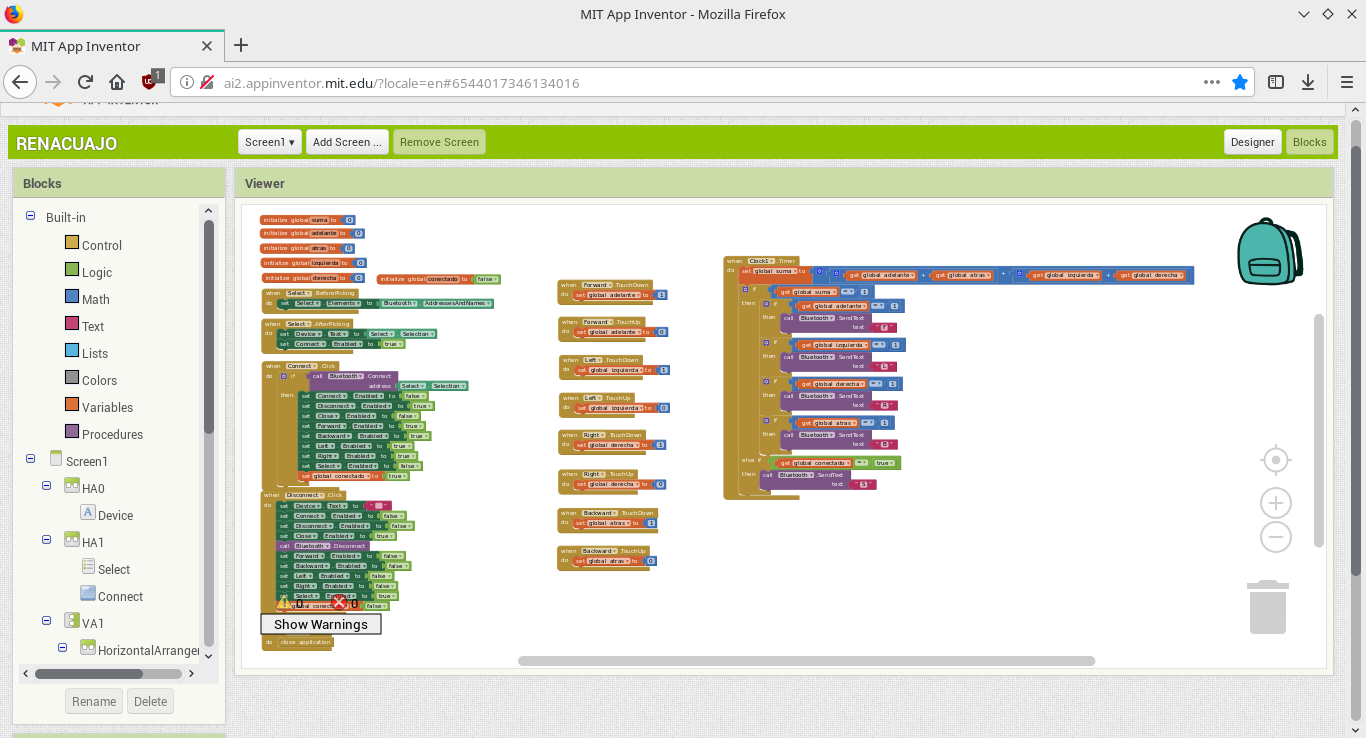 MIT App Inventor - Mozilla Firefox
MIT App Inventor
1
ai2.appinventor.mit.edu/?locale=en#6544017346134016
RENACUAJO
Screen1
Add Screen ...
Remove Screen
Designer
Blocks
Blocks
Built-in
Control
Logic
Math
Text
Lists
Colors
Variables
Procedures
Screen1
HA0
Device
HA1
Select
Connect
VA1
HorizontalArranger
Rename
Delete
Viewer
initialize global suma to 0
initialize global adelante to 0
initialize global atras to 0
initialize global izquierda to 0
initialize global derecha to 0
initialize global conectado to false
when Select .BeforePicking
do set Select . Elements to Bluetooth . AddressesAndNames
when Select .AfterPicking
do set Device . Text to Select . Selection
set Connect . Enabled to true
when Connect .Click
do if call Bluetooth .Connect
address Select . Selection
then set Connect . Enabled to false
set Disconnect . Enabled to true
set Close . Enabled to false
set Forward . Enabled to true
set Backward . Enabled to true
set Left . Enabled to true
set Right . Enabled to true
set Select . Enabled to false
set global conectado to true
when Disconnect .Click
do set Device . Text to " "
set Connect . Enabled to false
set Disconnect . Enabled to false
set Close . Enabled to true
call Bluetooth .Disconnect
set Forward . Enabled to false
set Backward . Enabled to false
set Left . Enabled to false
set Right . Enabled to false
set Select . Enabled to true
0 0 false
Show Warnings
do close application
when Forward .TouchDown
do set global adelante to 1
when Forward .TouchUp
do set global adelante to 0
when Left .TouchDown
do set global izquierda to 1
when Left .TouchUp
do set global izquierda to 0
when Right .TouchDown
do set global derecha to 1
when Right .TouchUp
do set global derecha to 0
when Backward .TouchDown
do set global atras to 1
when Backward .TouchUp
do set global atras to 0
when Clock1 .Timer
do set global suma to get global adelante + get global atras + get global izquierda + get global derecha
if get global suma = 1
then if get global adelante = 1
then call Bluetooth .SendText
text " F "
if get global izquierda = 1
then call Bluetooth .SendText
text " L "
if get global derecha = 1
then call Bluetooth .SendText
text " R "
if get global atras = 1
then call Bluetooth .SendText
text " B "
else if get global conectado = true
then call Bluetooth .SendText
text " S "